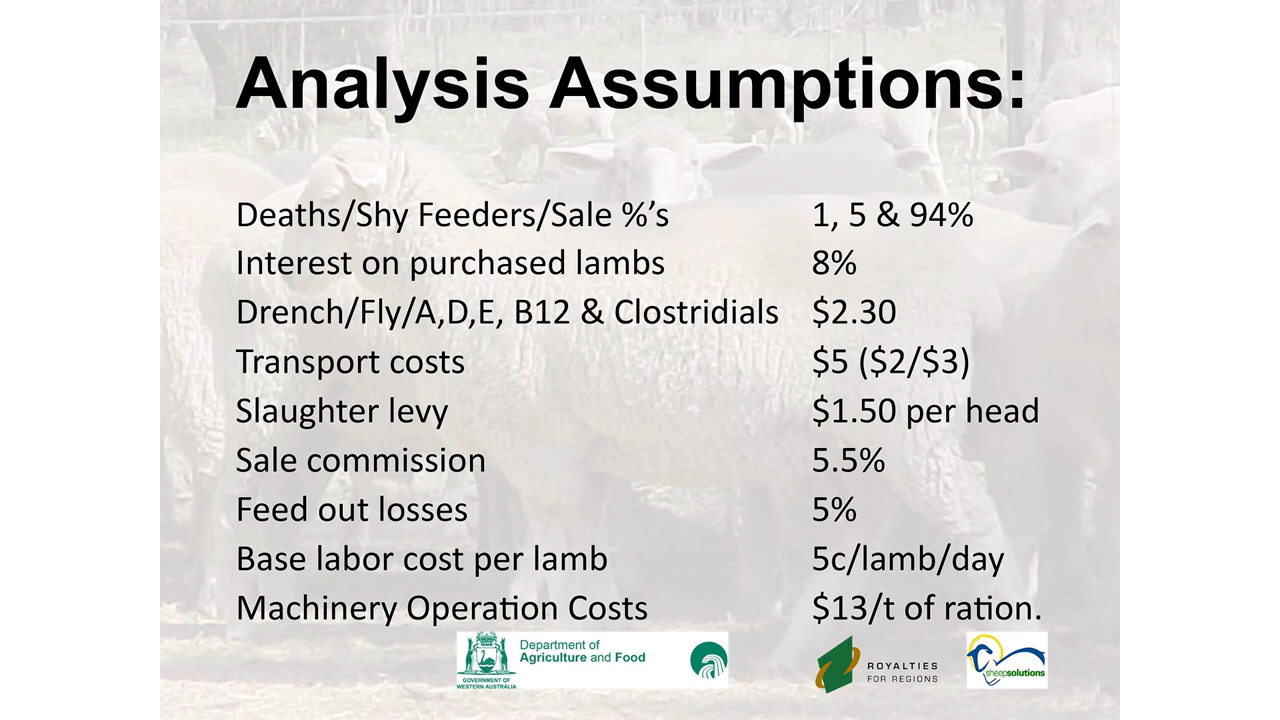 Analysis Assumptions:
Deaths/Shy Feeders/Sale %’s 1, 5 & 94%
Interest on purchased lambs 8%
Drench/Fly/A,D,E, B12 & Clostridials $2.30
Transport costs $5 ($2/$3)
Slaughter levy $1.50 per head
Sale commission 5.5%
Feed out losses 5%
Base labor cost per lamb 5c/lamb/day
Machinery Operation Costs $13/t of ration.
Department of
Agriculture and Food
GOVERNMENT OF
WESTERN AUSTRALIA
ROYALTIES
FOR REGIONS
sheepsolutions